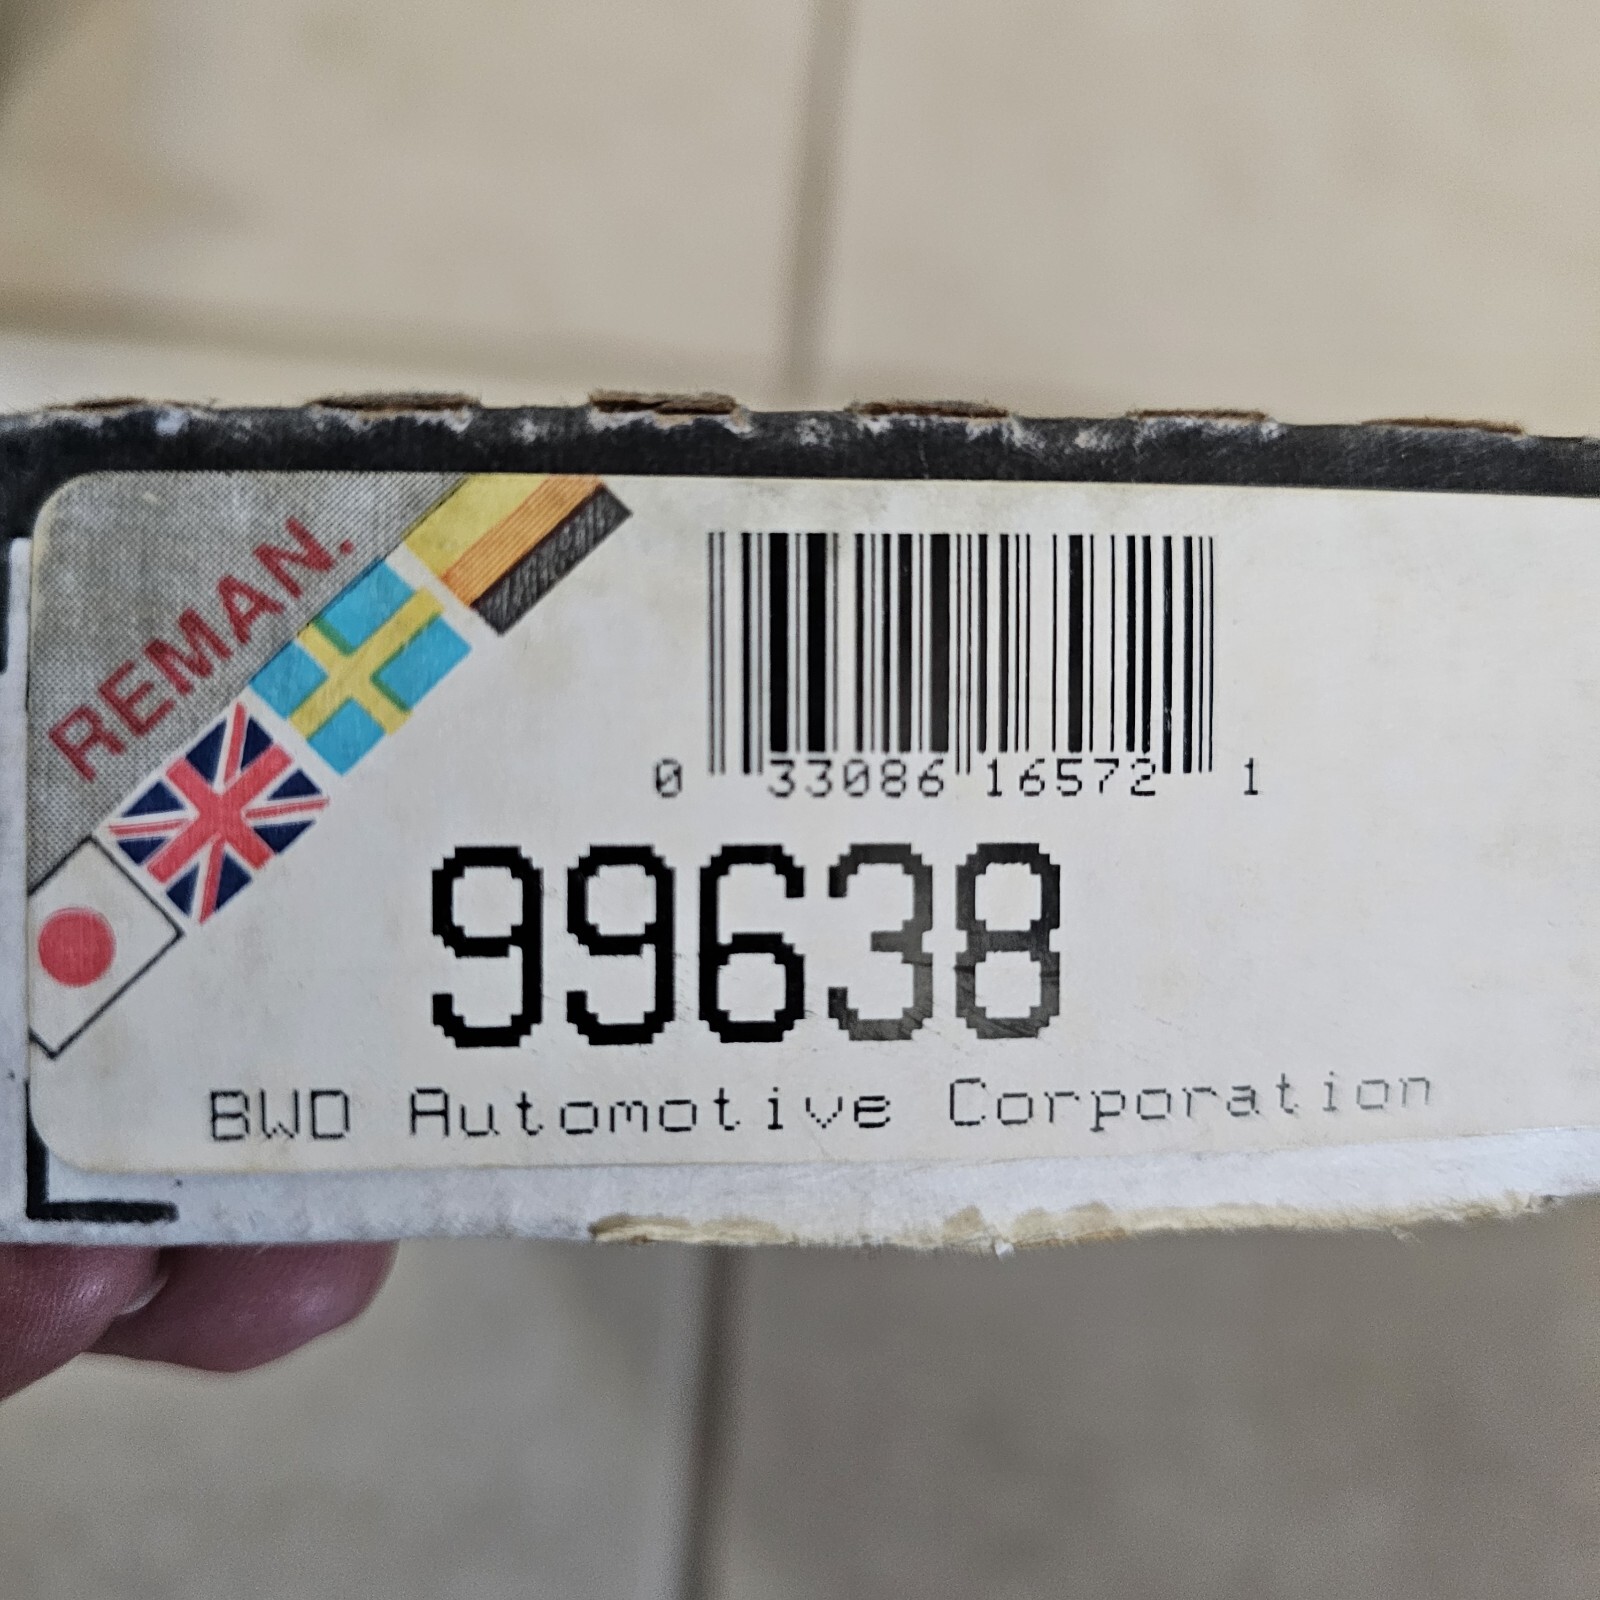 REMAN.
0 33086 16572 1
99638
BWD Automotive Corporation